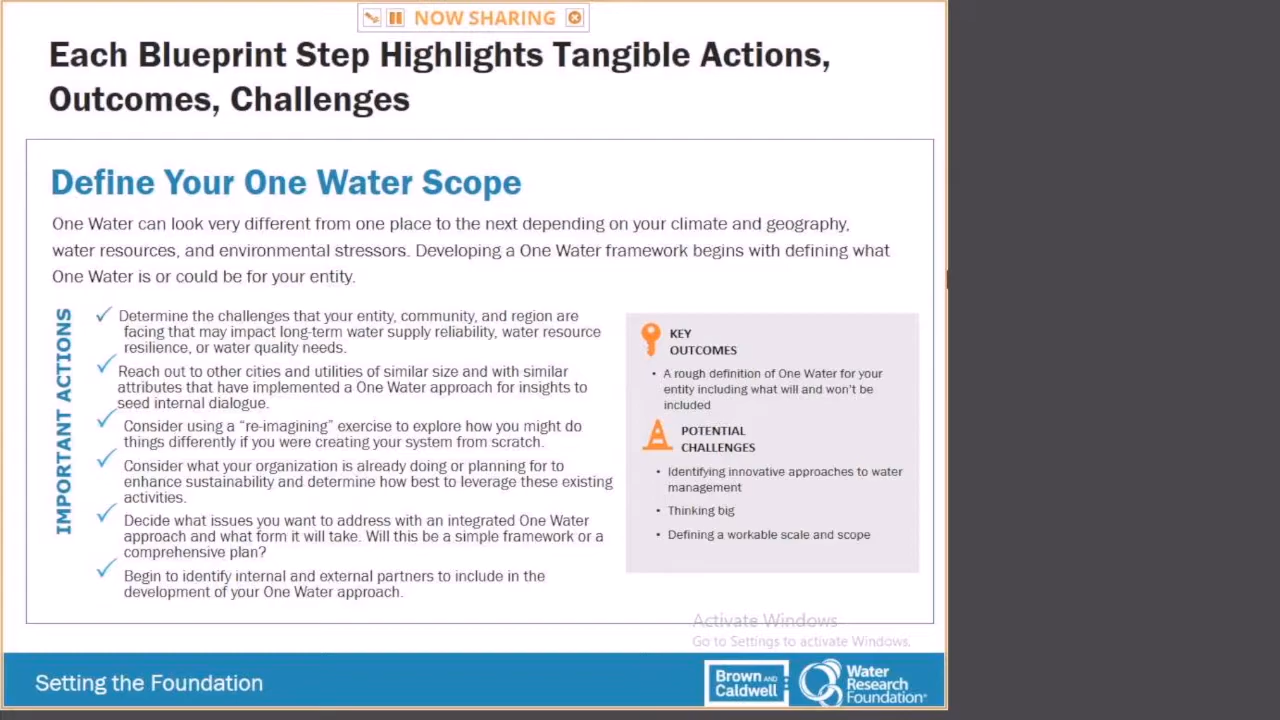 NOW SHARING
Each Blueprint Step Highlights Tangible Actions,
Outcomes, Challenges
Define Your One Water Scope
One Water can look very different from one place to the next depending on your climate and geography,
water resources, and environmental stressors. Developing a One Water framework begins with defining what
One Water is or could be for your entity.
IMPORTANT ACTIONS
Determine the challenges that your entity, community, and region are
facing that may impact long-term water supply reliability, water resource
resilience, or water quality needs.
Reach out to other cities and utilities of similar size and with similar
attributes that have implemented a One Water approach for insights to
seed internal dialogue.
Consider using a “re-imagining” exercise to explore how you might do
things differently if you were creating your system from scratch.
Consider what your organization is already doing or planning for to
enhance sustainability and determine how best to leverage these existing
activities.
Decide what issues you want to address with an integrated One Water
approach and what form it will take. Will this be a simple framework or a
comprehensive plan?
Begin to identify internal and external partners to include in the
development of your One Water approach.
KEY
OUTCOMES
• A rough definition of One Water for your
entity including what will and won’t be
included
POTENTIAL
CHALLENGES
• Identifying innovative approaches to water
management
• Thinking big
• Defining a workable scale and scope
Activate Windows
Go to Settings to activate Windows.
Setting the Foundation
Brown AND
Caldwell
Water
Research
Foundation